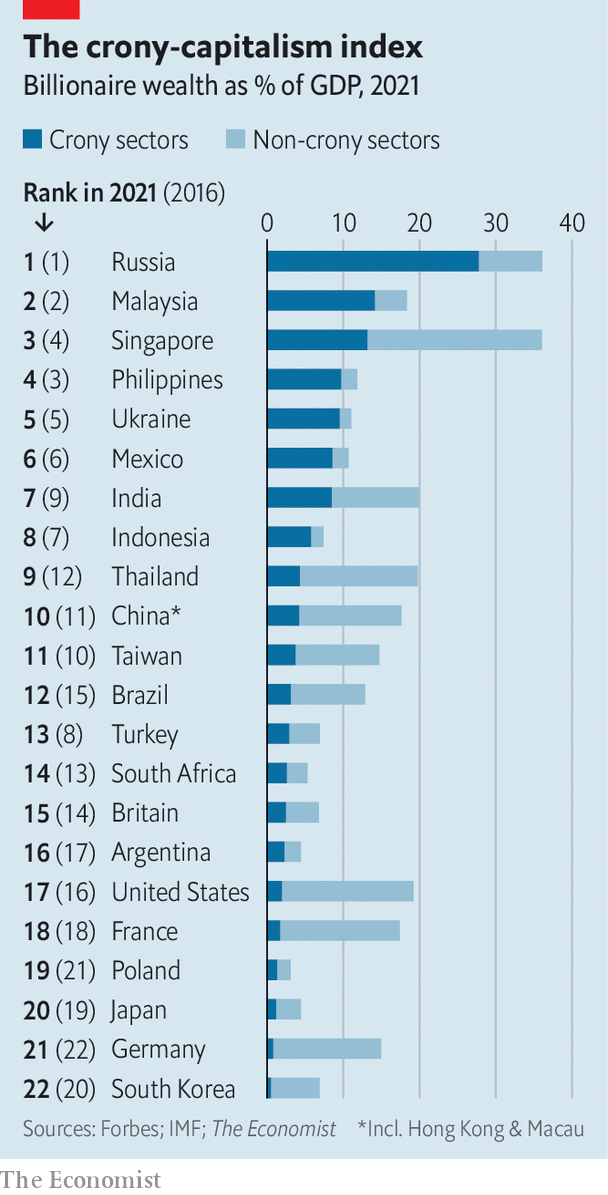 The crony-capitalism index
Billionaire wealth as % of GDP, 2021
Crony sectors Non-crony sectors
Rank in 2021 (2016)
↓ 0 10 20 30 40
1 (1) Russia
2 (2) Malaysia
3 (4) Singapore
4 (3) Philippines
5 (5) Ukraine
6 (6) Mexico
7 (9) India
8 (7) Indonesia
9 (12) Thailand
10 (11) China*
11 (10) Taiwan
12 (15) Brazil
13 (8) Turkey
14 (13) South Africa
15 (14) Britain
16 (17) Argentina
17 (16) United States
18 (18) France
19 (21) Poland
20 (19) Japan
21 (22) Germany
22 (20) South Korea
Sources: Forbes; IMF; The Economist *Incl. Hong Kong & Macau
The Economist